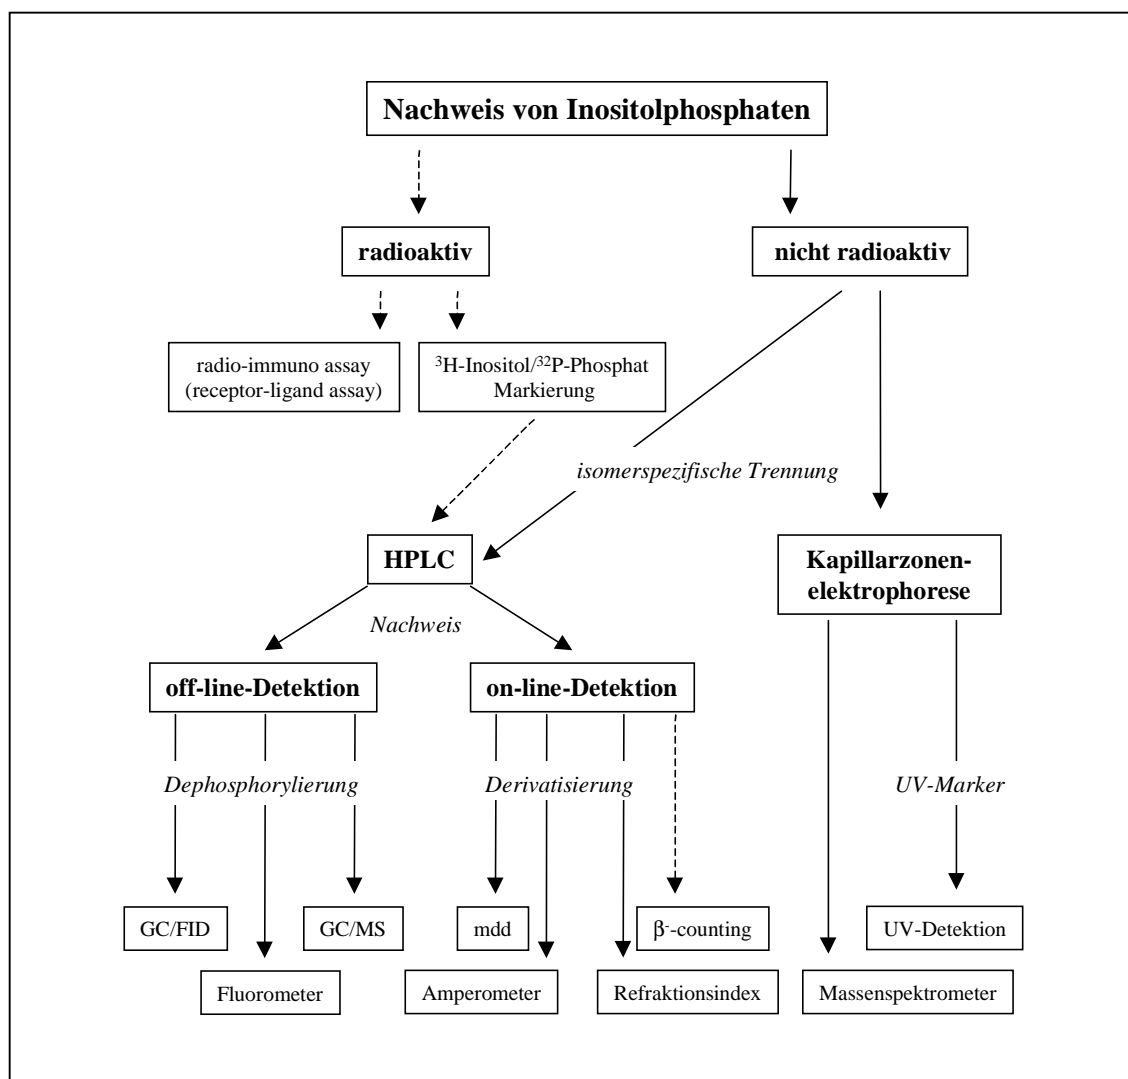 Nachweis von Inositolphosphaten
radioaktiv
nicht radioaktiv
radio-immuno assay
(receptor-ligand assay)
³H-Inositol/³²P-Phosphat
Markierung
isomerspezifische Trennung
HPLC
Kapillarzonen-
elektrophorese
Nachweis
off-line-Detektion
on-line-Detektion
Dephosphorylierung
Derivatisierung
UV-Marker
GC/FID
GC/MS
mdd
β⁻-counting
UV-Detektion
Fluorometer
Amperometer
Refraktionsindex
Massenspektrometer